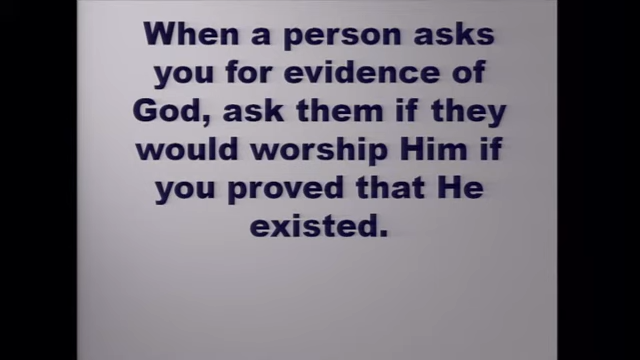 When a person asks
you for evidence of
God, ask them if they
would worship Him if
you proved that He
existed.